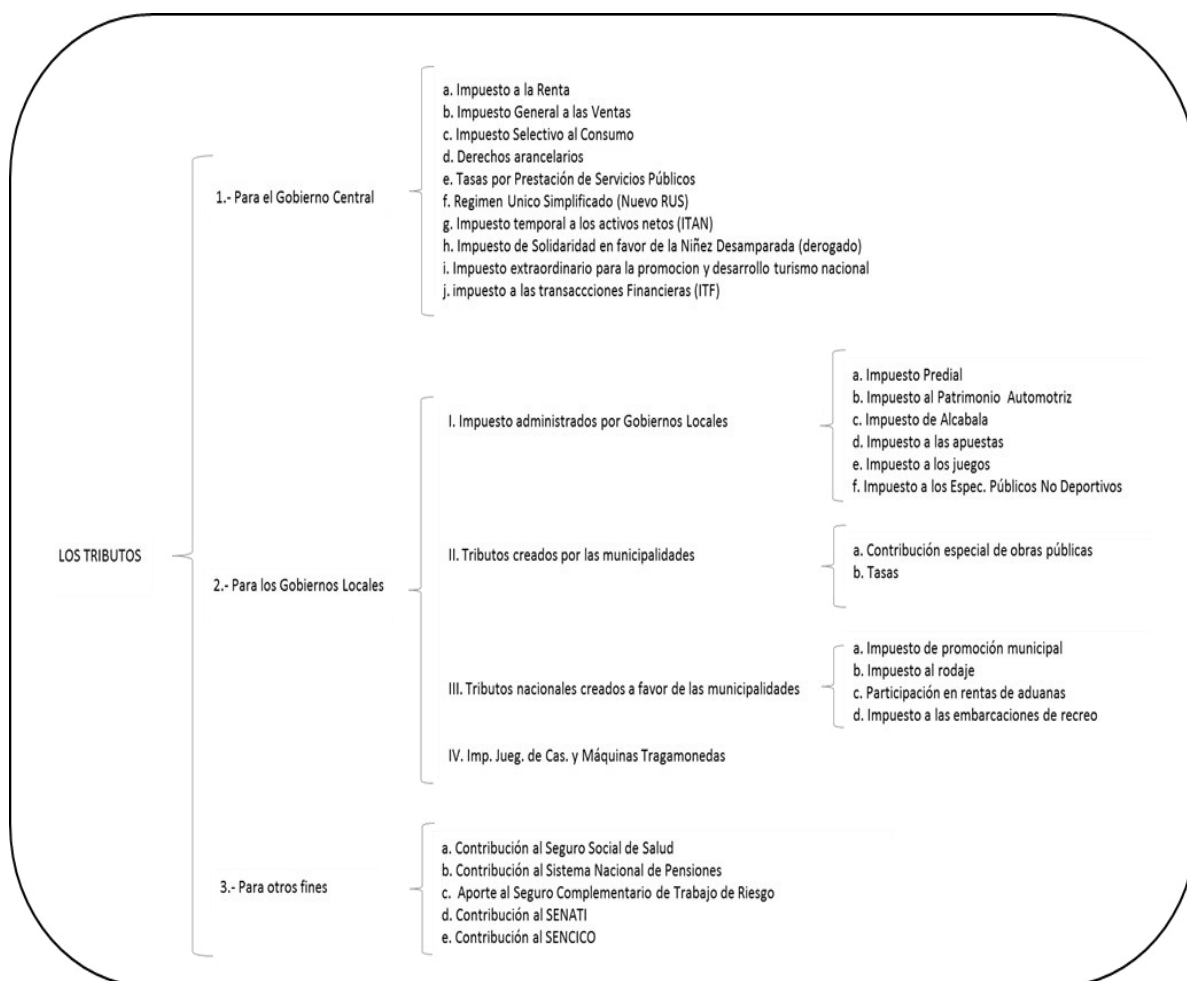 LOS TRIBUTOS
1.- Para el Gobierno Central
a. Impuesto a la Renta
b. Impuesto General a las Ventas
c. Impuesto Selectivo al Consumo
d. Derechos arancelarios
e. Tasas por Prestación de Servicios Públicos
f. Regimen Unico Simplificado (Nuevo RUS)
g. Impuesto temporal a los activos netos (ITAN)
h. Impuesto de Solidaridad en favor de la Niñez Desamparada (derogado)
i. Impuesto extraordinario para la promocion y desarrollo turismo nacional
j. impuesto a las transaccciones Financieras (ITF)
2.- Para los Gobiernos Locales
I. Impuesto administrados por Gobiernos Locales
a. Impuesto Predial
b. Impuesto al Patrimonio Automotriz
c. Impuesto de Alcabala
d. Impuesto a las apuestas
e. Impuesto a los juegos
f. Impuesto a los Espec. Públicos No Deportivos
II. Tributos creados por las municipalidades
a. Contribución especial de obras públicas
b. Tasas
III. Tributos nacionales creados a favor de las municipalidades
a. Impuesto de promoción municipal
b. Impuesto al rodaje
c. Participación en rentas de aduanas
d. Impuesto a las embarcaciones de recreo
IV. Imp. Jueg. de Cas. y Máquinas Tragamonedas
3.- Para otros fines
a. Contribución al Seguro Social de Salud
b. Contribución al Sistema Nacional de Pensiones
c. Aporte al Seguro Complementario de Trabajo de Riesgo
d. Contribución al SENATI
e. Contribución al SENCICO